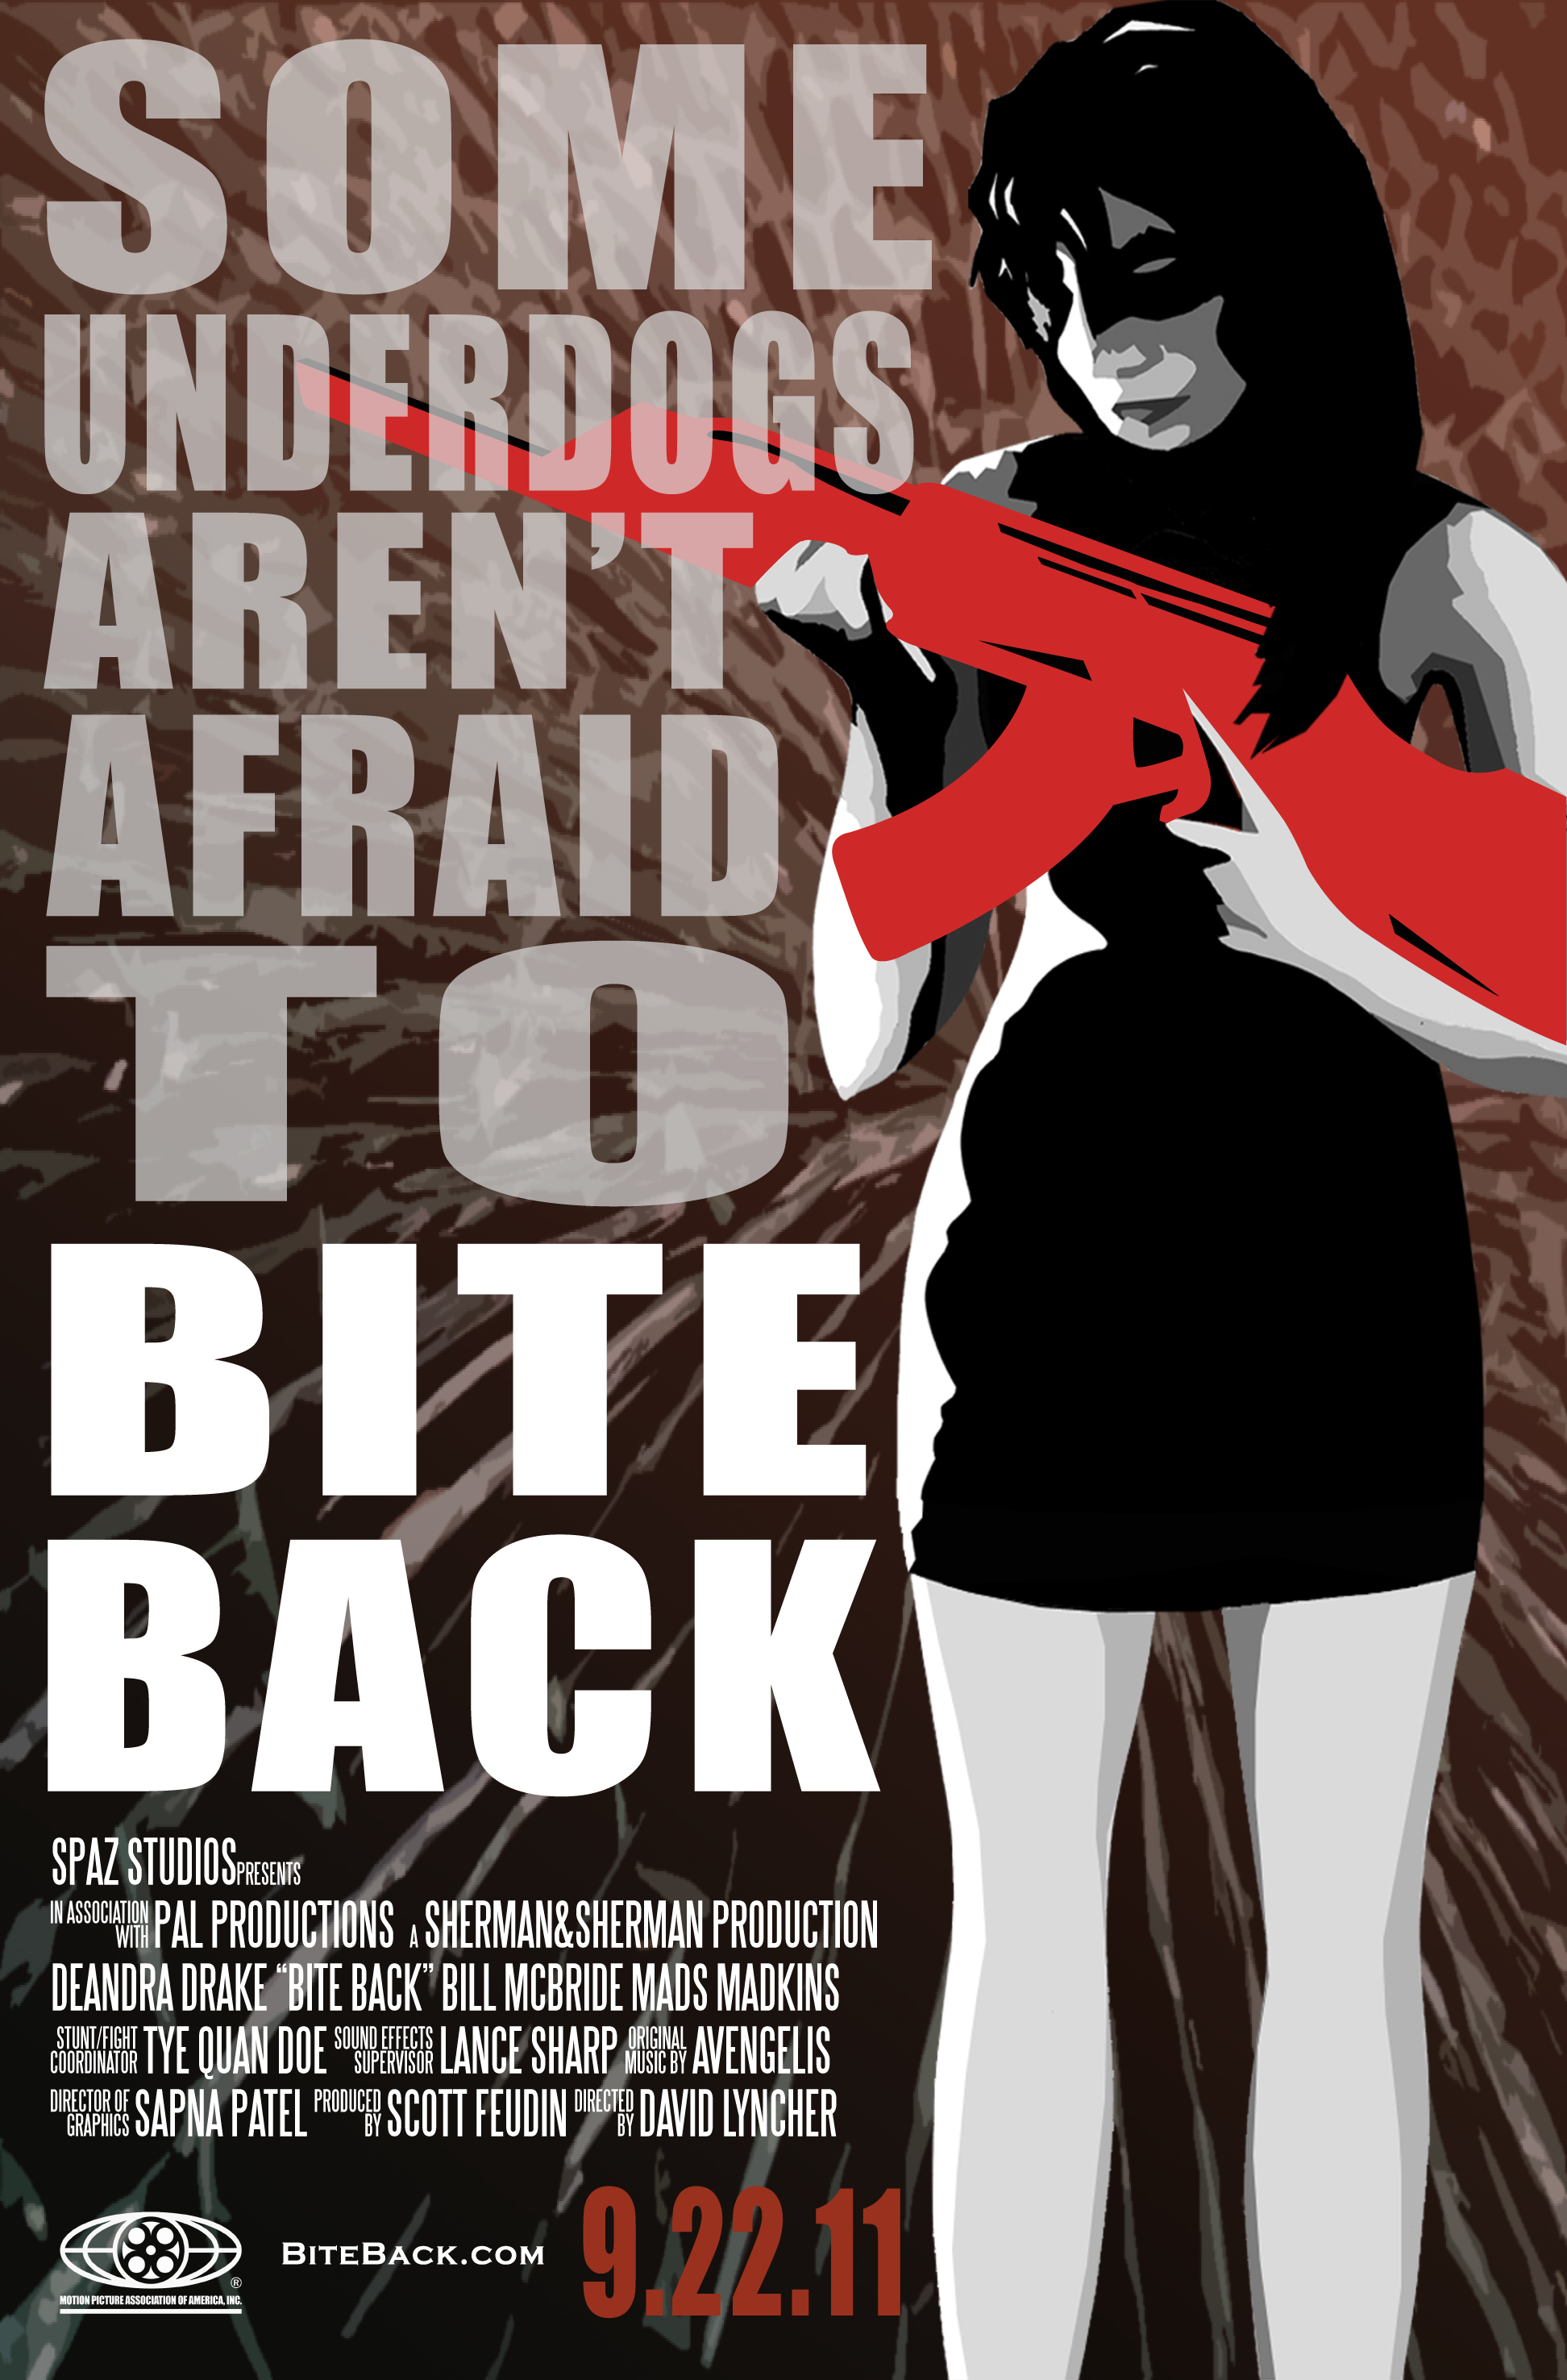 SOME
UNDERDOGS
AREN'T
AFRAID
TO
BITE
BACK
SPAZ STUDIOS PRESENTS
IN ASSOCIATION WITH PAL PRODUCTIONS A SHERMAN&SHERMAN PRODUCTION
DEANDRA DRAKE "BITE BACK" BILL MCBRIDE MADS MADKINS
STUNT/FIGHT COORDINATOR TYE QUAN DOE SOUND EFFECTS SUPERVISOR LANCE SHARP ORIGINAL MUSIC BY AVENGELIS
DIRECTOR OF GRAPHICS SAPNA PATEL PRODUCED BY SCOTT FEUDIN DIRECTED BY DAVID LYNCHER
®
MOTION PICTURE ASSOCIATION OF AMERICA, INC.
BITEBACK.COM
9.22.11